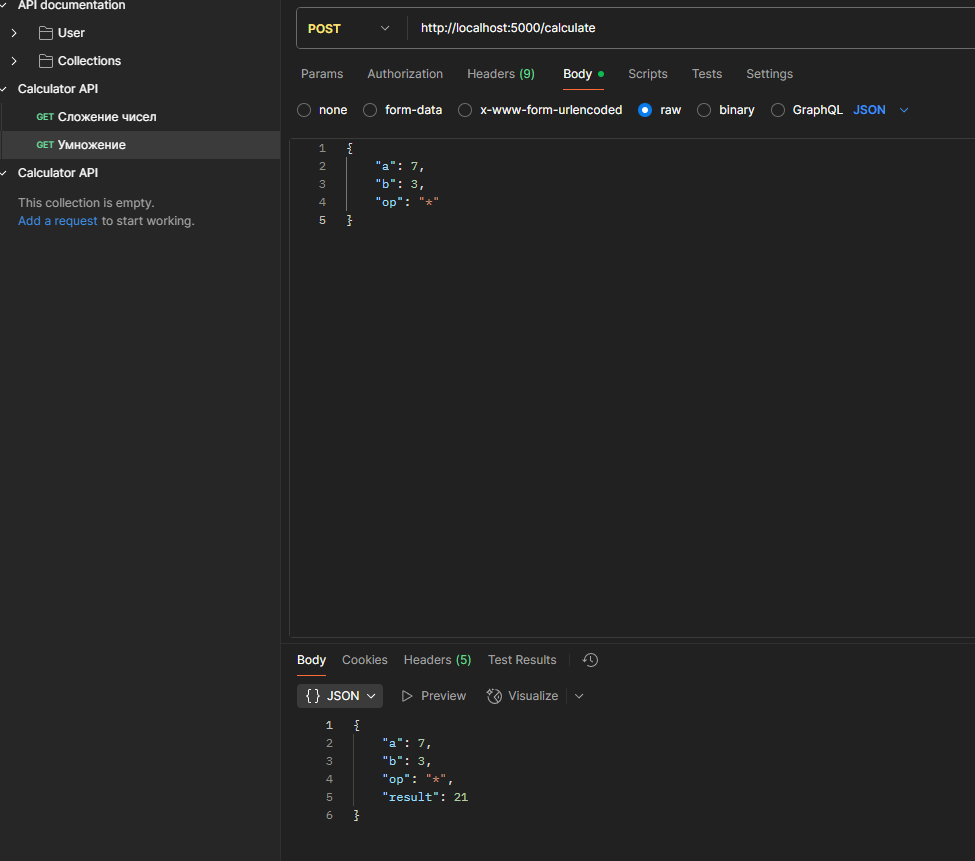 API documentation
User
Collections
Calculator API
GET Сложение чисел
GET Умножение
Calculator API
This collection is empty.
Add a request to start working.
POST http://localhost:5000/calculate
Params Authorization Headers (9) Body Scripts Tests Settings
none form-data x-www-form-urlencoded raw binary GraphQL JSON
1 {
2 "a": 7,
3 "b": 3,
4 "op": "*"
5 }
Body Cookies Headers (5) Test Results
{} JSON Preview Visualize
1 {
2 "a": 7,
3 "b": 3,
4 "op": "*",
5 "result": 21
6 }